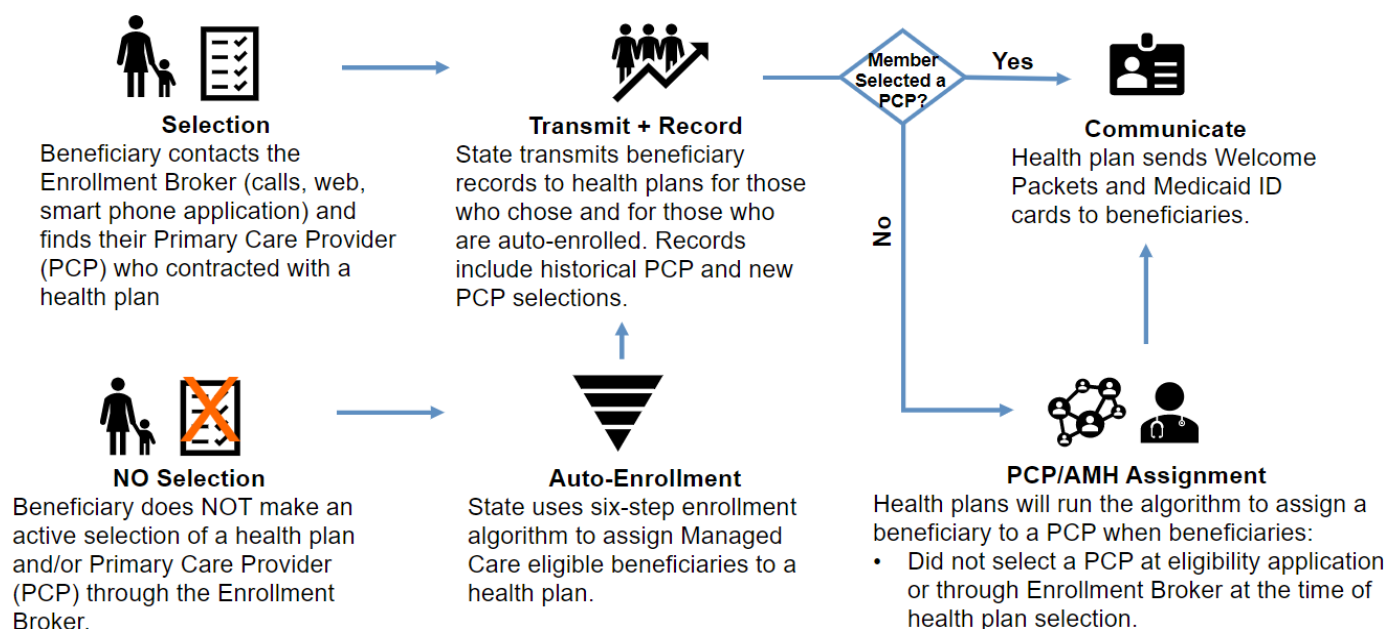 Selection
Beneficiary contacts the
Enrollment Broker (calls, web,
smart phone application) and
finds their Primary Care Provider
(PCP) who contracted with a
health plan
Transmit + Record
State transmits beneficiary
records to health plans for those
who chose and for those who
are auto-enrolled. Records
include historical PCP and new
PCP selections.
Member
Selected a
PCP?
Yes
No
Communicate
Health plan sends Welcome
Packets and Medicaid ID
cards to beneficiaries.
NO Selection
Beneficiary does NOT make an
active selection of a health plan
and/or Primary Care Provider
(PCP) through the Enrollment
Broker.
Auto-Enrollment
State uses six-step enrollment
algorithm to assign Managed
Care eligible beneficiaries to a
health plan.
PCP/AMH Assignment
Health plans will run the algorithm to assign a
beneficiary to a PCP when beneficiaries:
• Did not select a PCP at eligibility application
or through Enrollment Broker at the time of
health plan selection.